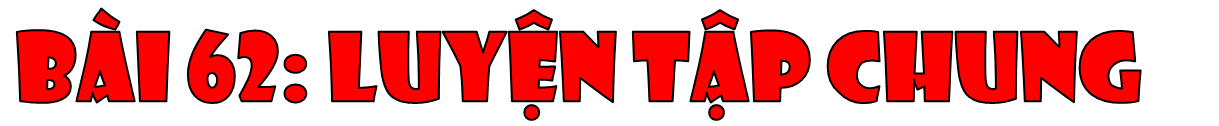 BÀI 62: LUYỆN TẬP CHUNG